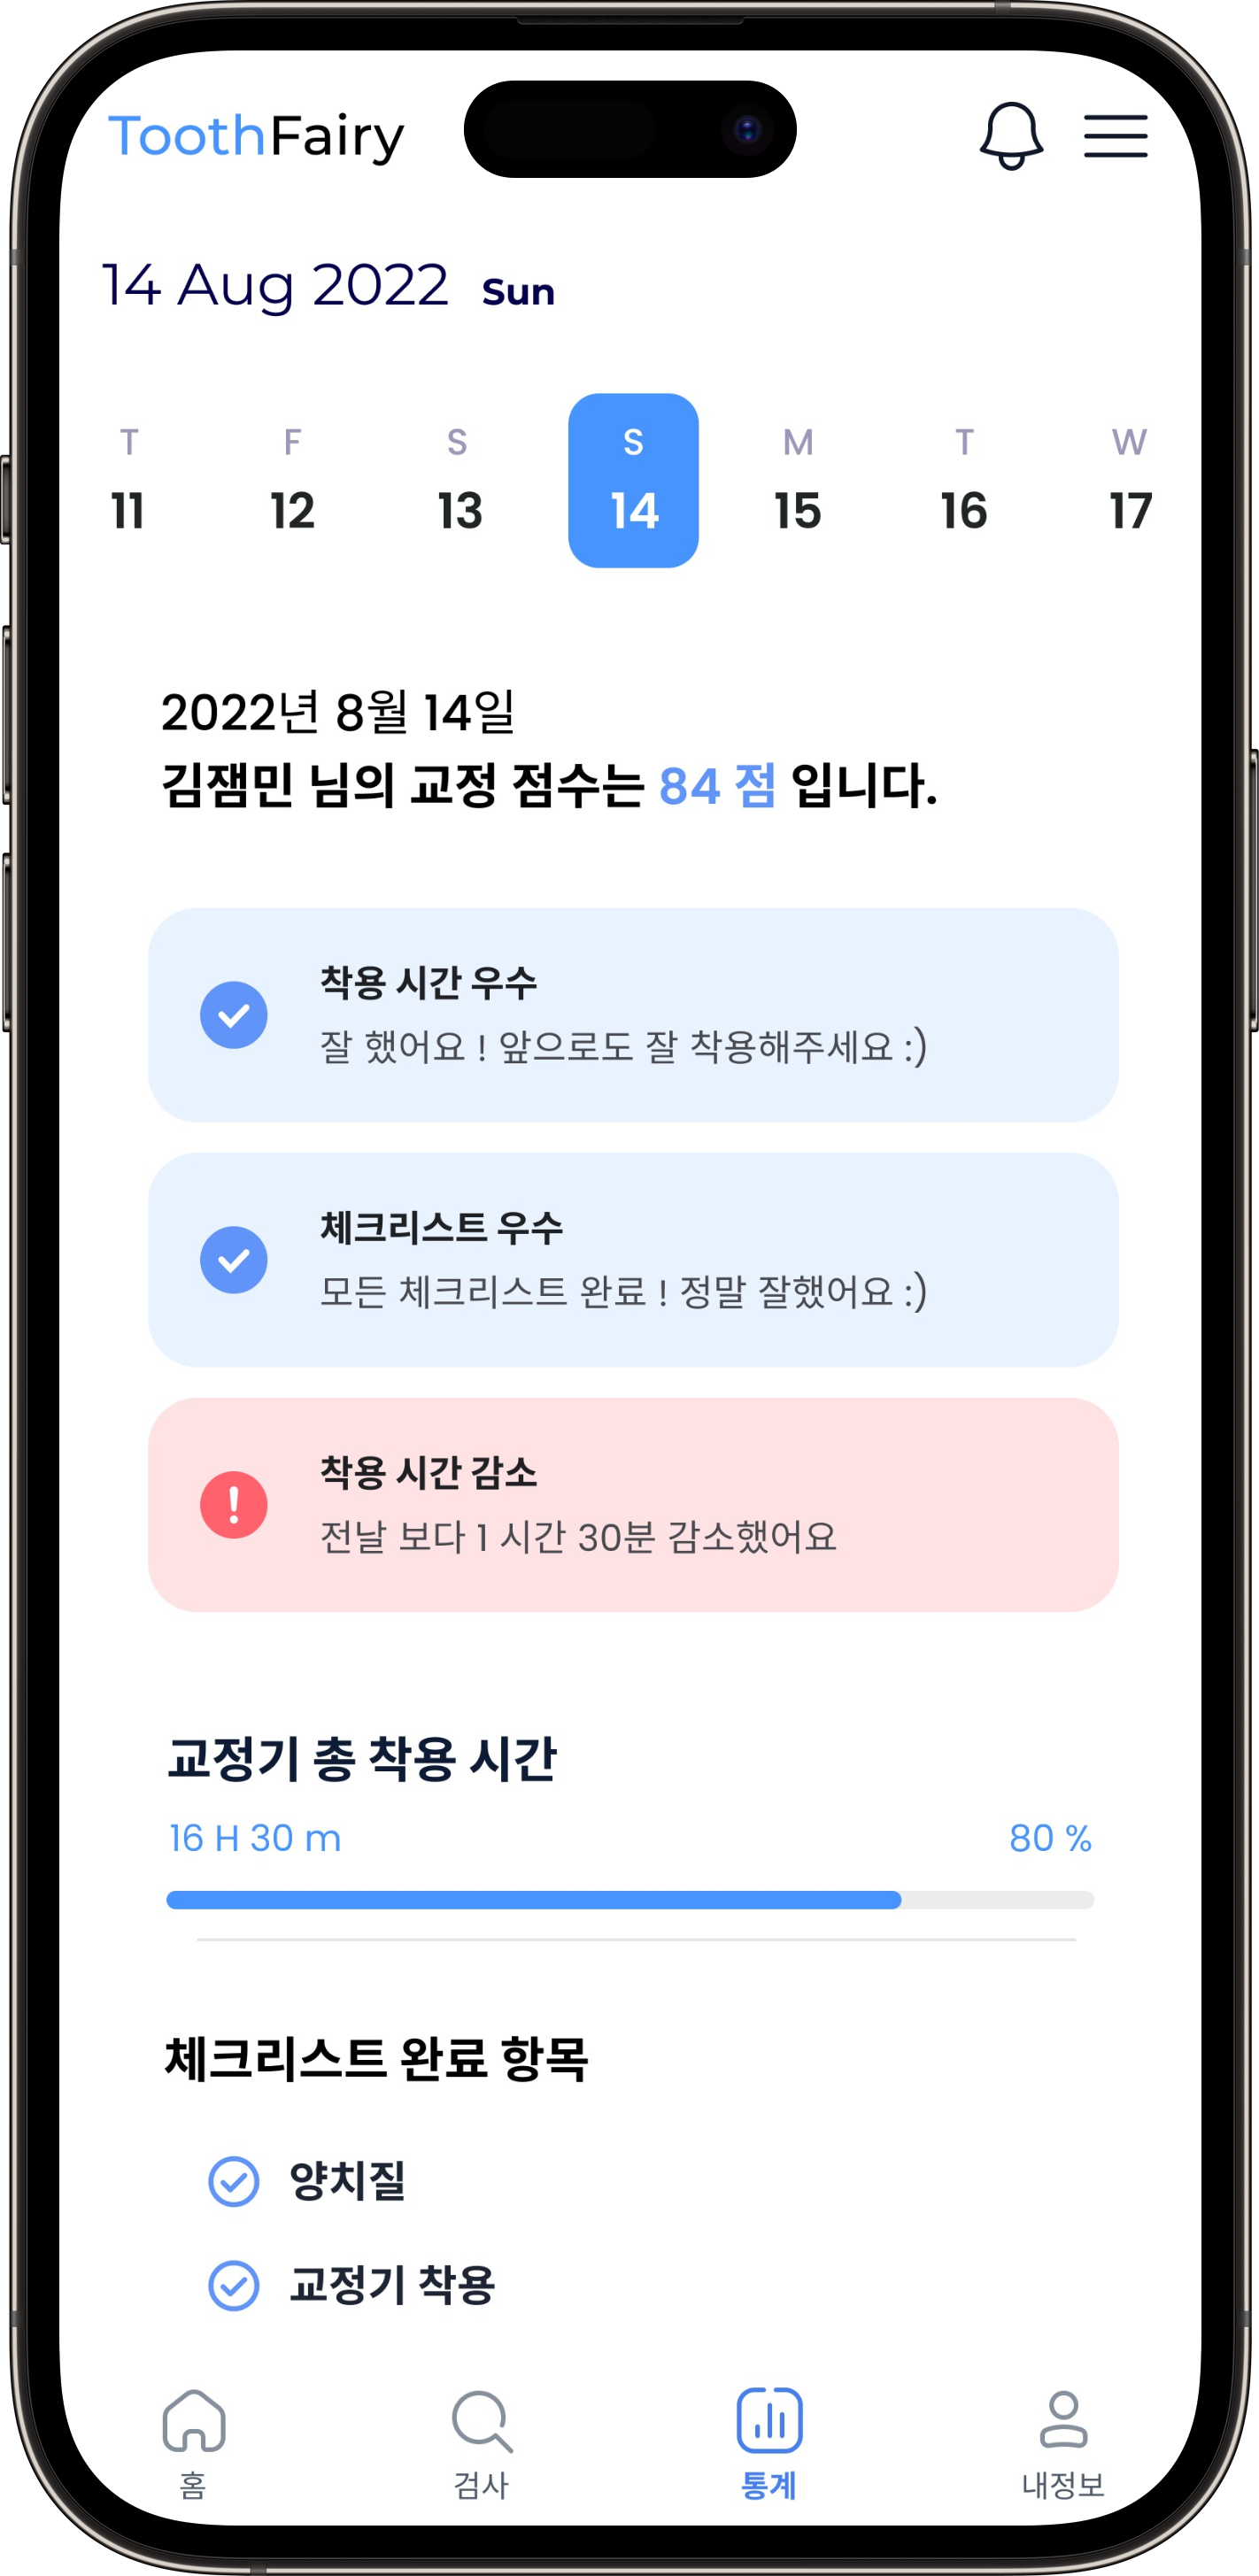 ToothFairy
14 Aug 2022 Sun
T F S S M T W
11 12 13 14 15 16 17
2022년 8월 14일
김잼민 님의 교정 점수는 84 점 입니다.
착용 시간 우수
잘 했어요 ! 앞으로도 잘 착용해주세요 :)
체크리스트 우수
모든 체크리스트 완료 ! 정말 잘했어요 :)
착용 시간 감소
전날 보다 1 시간 30분 감소했어요
교정기 총 착용 시간
16 H 30 m 80 %
체크리스트 완료 항목
양치질
교정기 착용
홈 검사 통계 내정보